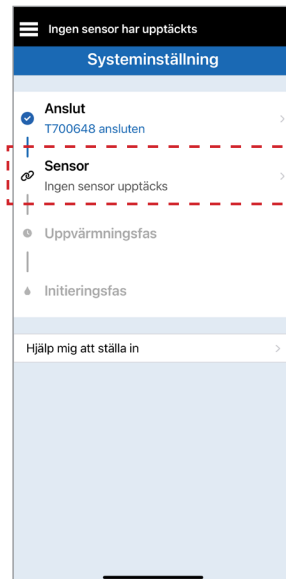 Ingen sensor har upptäckts
Systeminställning
Anslut
T700648 ansluten
Sensor
Ingen sensor upptäcks
Uppvärmningsfas
Initieringsfas
Hjälp mig att ställa in